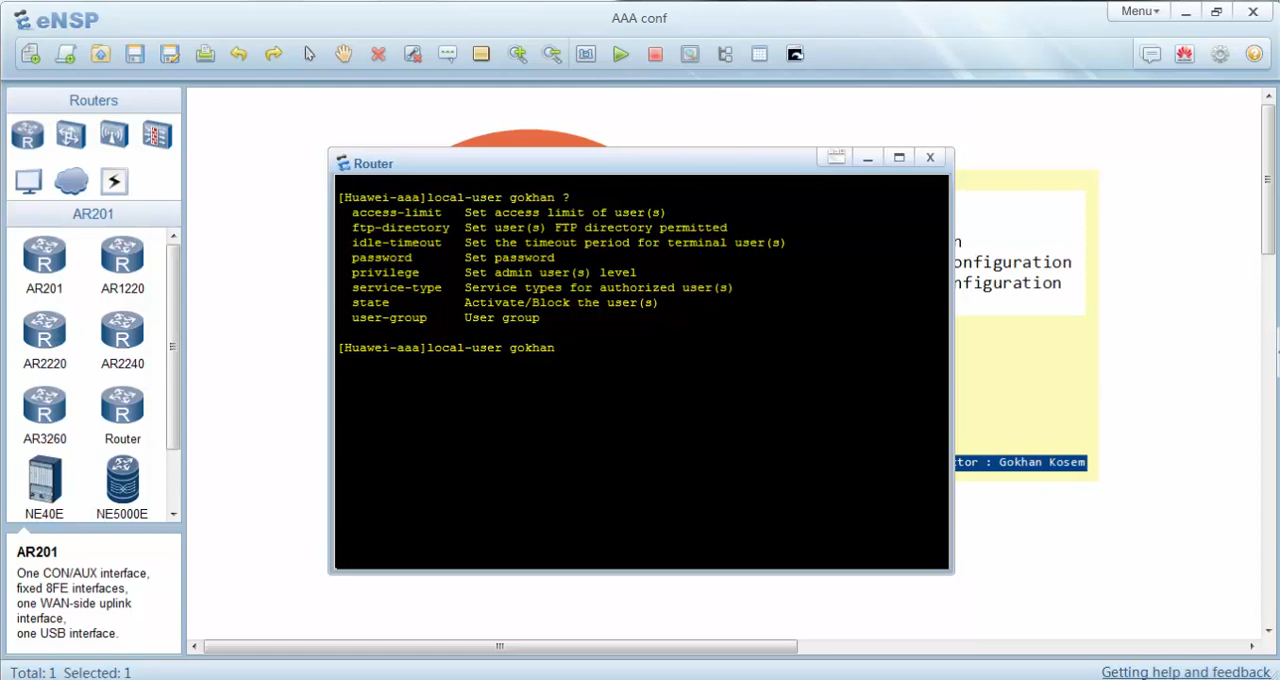 eNSP
AAA conf
Menu
Routers
AR201
AR201
AR1220
AR2220
AR2240
AR3260
Router
NE40E
NE5000E
AR201
One CON/AUX interface,
fixed 8FE interfaces,
one WAN-side uplink
interface,
one USB interface.
Router
[Huawei-aaa]local-user gokhan ?
access-limit Set access limit of user(s)
ftp-directory Set user(s) FTP directory permitted
idle-timeout Set the timeout period for terminal user(s)
password Set password
privilege Set admin user(s) level
service-type Service types for authorized user(s)
state Activate/Block the user(s)
user-group User group
[Huawei-aaa]local-user gokhan
n
onfiguration
nfiguration
tor : Gokhan Kosem
Total: 1 Selected: 1
Getting help and feedback